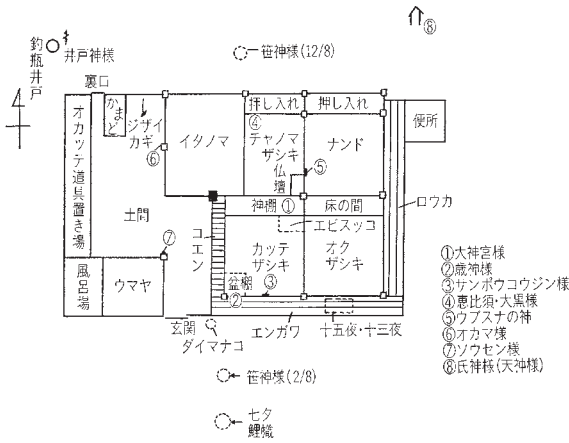 ⑧
釣瓶井戸
井戸神様
笹神様(12/8)
裏口
オカッテ道具置き場
かまど
ジザイカギ
⑥
イタノマ
押し入れ
押し入れ
④
チャノマザシキ
仏壇
⑤
ナンド
便所
土間
神棚①
床の間
ロウカ
エビスッコ
コエン
⑦
カッテザシキ
オクザシキ
風呂場
ウマヤ
盆棚
③
②
玄関
ダイマナコ
エンガワ
十五夜・十三夜
笹神様(2/8)
七夕
鯉幟
①大神宮様
②歳神様
③サンポウコウジン様
④恵比須・大黒様
⑤ウブスナの神
⑥オカマ様
⑦ソウセン様
⑧氏神様(天神様)